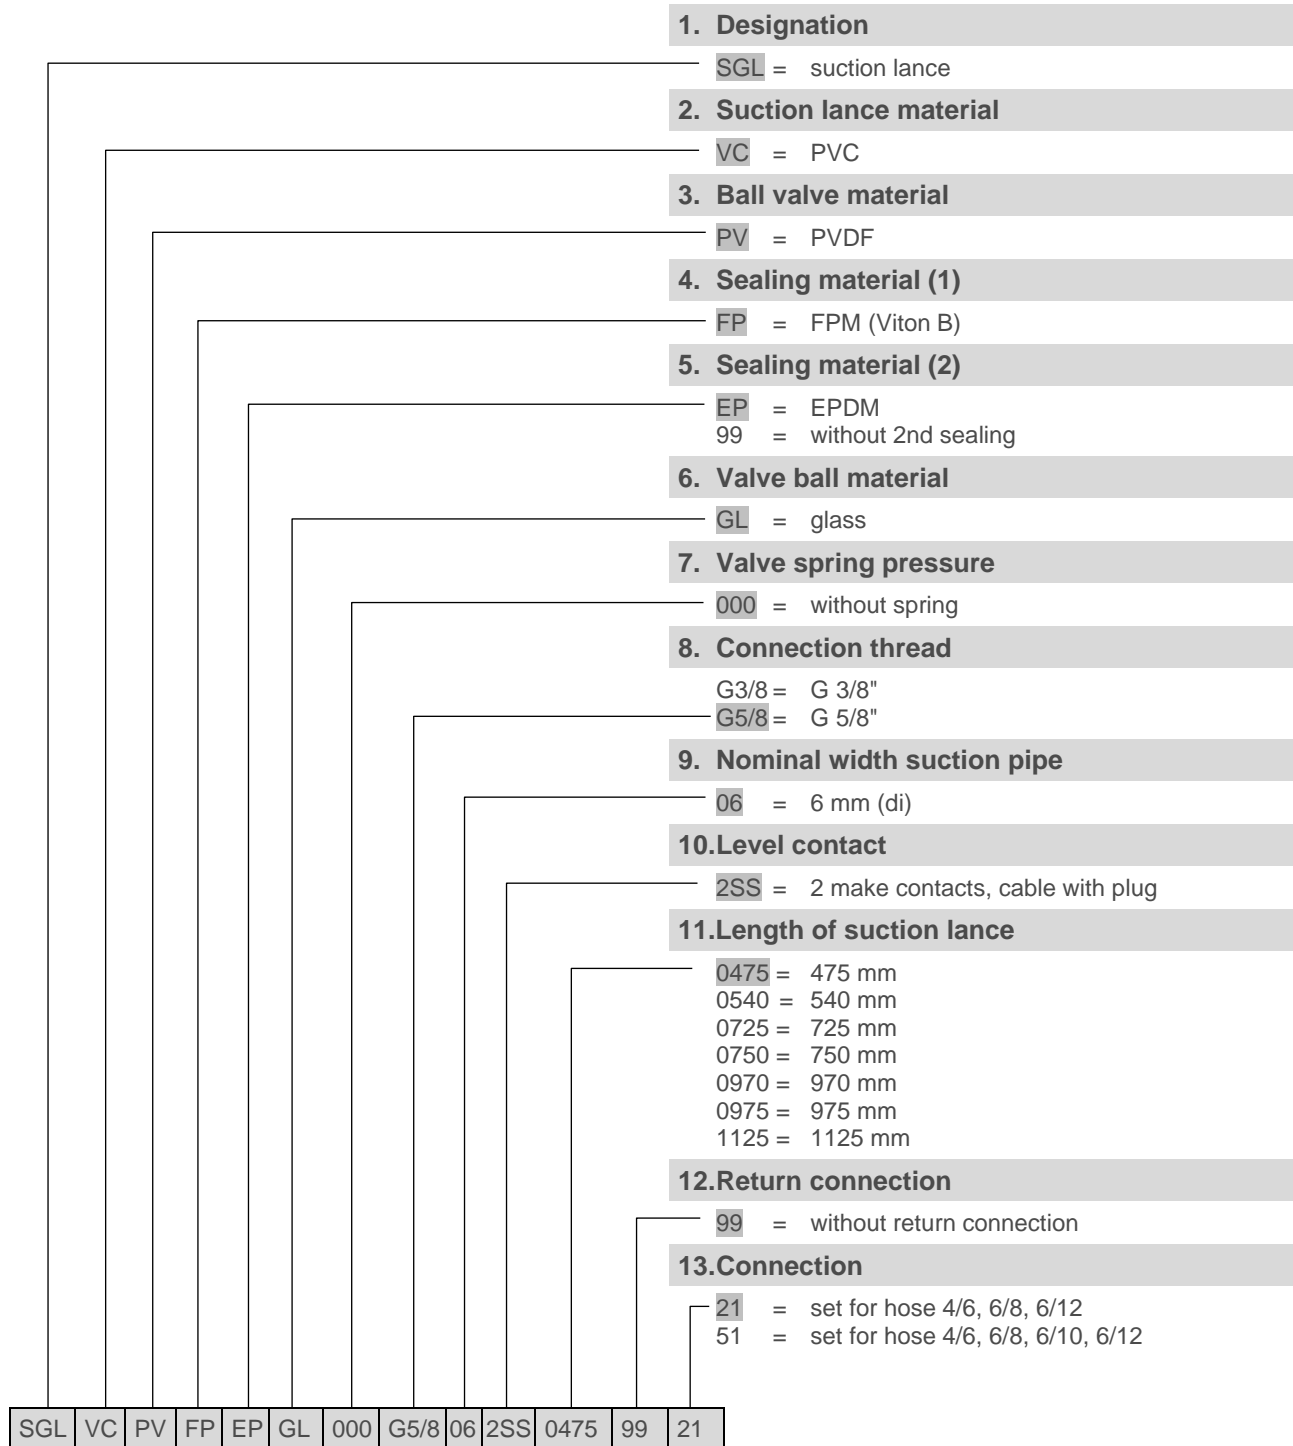 1. Designation
SGL = suction lance
2. Suction lance material
VC = PVC
3. Ball valve material
PV = PVDF
4. Sealing material (1)
FP = FPM (Viton B)
5. Sealing material (2)
EP = EPDM
99 = without 2nd sealing
6. Valve ball material
GL = glass
7. Valve spring pressure
000 = without spring
8. Connection thread
G3/8 = G 3/8"
G5/8 = G 5/8"
9. Nominal width suction pipe
06 = 6 mm (di)
10.Level contact
2SS = 2 make contacts, cable with plug
11.Length of suction lance
0475 = 475 mm
0540 = 540 mm
0725 = 725 mm
0750 = 750 mm
0970 = 970 mm
0975 = 975 mm
1125 = 1125 mm
12.Return connection
99 = without return connection
13.Connection
21 = set for hose 4/6, 6/8, 6/12
51 = set for hose 4/6, 6/8, 6/10, 6/12
SGL VC PV FP EP GL 000 G5/8 06 2SS 0475 99 21